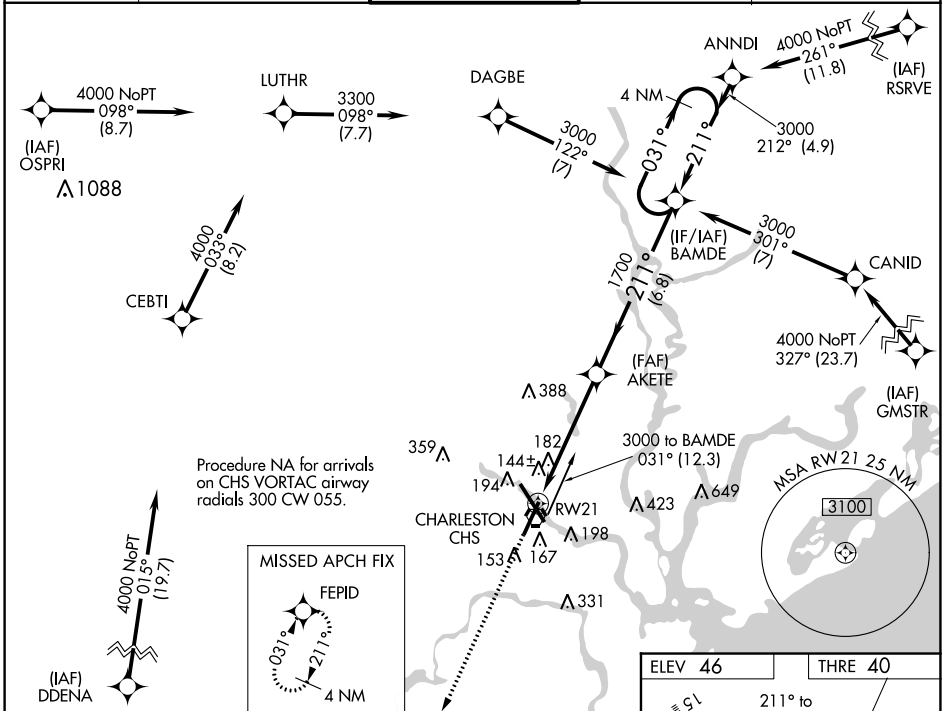 ANNDI
4000 NoPT
261°
(11.8)
(IAF)
RSRVE
LUTHR
DAGBE
4000 NoPT
098°
(8.7)
3300
098°
(7.7)
4 NM
3000
212° (4.9)
(IAF)
OSPRI
3000
122°
(7)
031°
211°
1088
(IF/IAF)
BAMDE
3000
301°
(7)
4000
033°
(8.2)
CANID
1700
211°
(6.8)
CEBTI
4000 NoPT
327° (23.7)
(FAF)
AKETE
388
(IAF)
GMSTR
359
182
144±
3000 to BAMDE
031° (12.3)
Procedure NA for arrivals
on CHS VORTAC airway
radials 300 CW 055.
194
MSA RW21 25 NM
649
423
3100
RW21
CHARLESTON
CHS
198
153
167
4000 NoPT
015°
(19.7)
MISSED APCH FIX
FEPID
331
031°
211°
4 NM
(IAF)
DDENA
ELEV 46
THRE 40
15
211° to